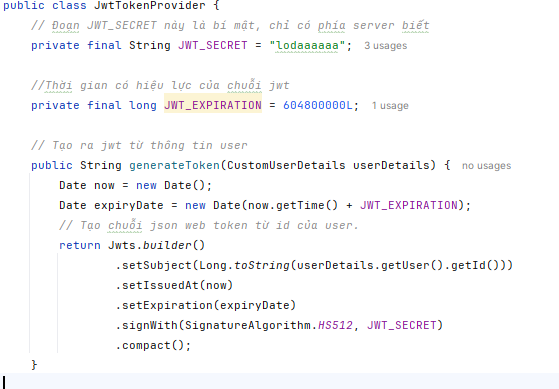 public class JwtTokenProvider {
    // Đoạn JWT_SECRET này là bí mật, chỉ có phía server biết
    private final String JWT_SECRET = "lodaaaaaa";  3 usages
    //Thời gian có hiệu lực của chuỗi jwt
    private final long JWT_EXPIRATION = 604800000L;  1 usage
    // Tạo ra jwt từ thông tin user
    public String generateToken(CustomUserDetails userDetails) {  no usages
        Date now = new Date();
        Date expiryDate = new Date(now.getTime() + JWT_EXPIRATION);
        // Tạo chuỗi json web token từ id của user.
        return Jwts.builder()
                .setSubject(Long.toString(userDetails.getUser().getId()))
                .setIssuedAt(now)
                .setExpiration(expiryDate)
                .signWith(SignatureAlgorithm.HS512, JWT_SECRET)
                .compact();
    }